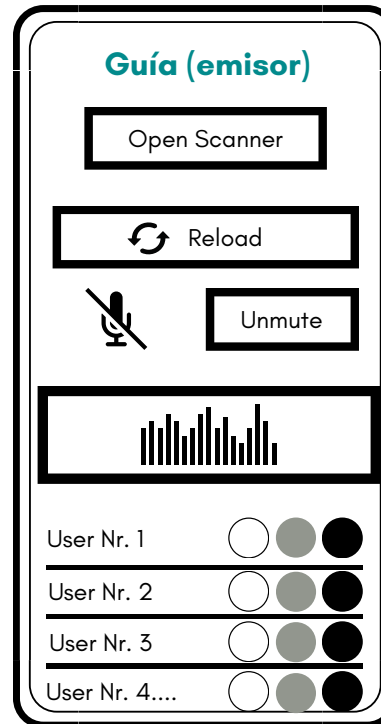 Guía (emisor)
Open Scanner
Reload
Unmute
User Nr. 1
User Nr. 2
User Nr. 3
User Nr. 4....